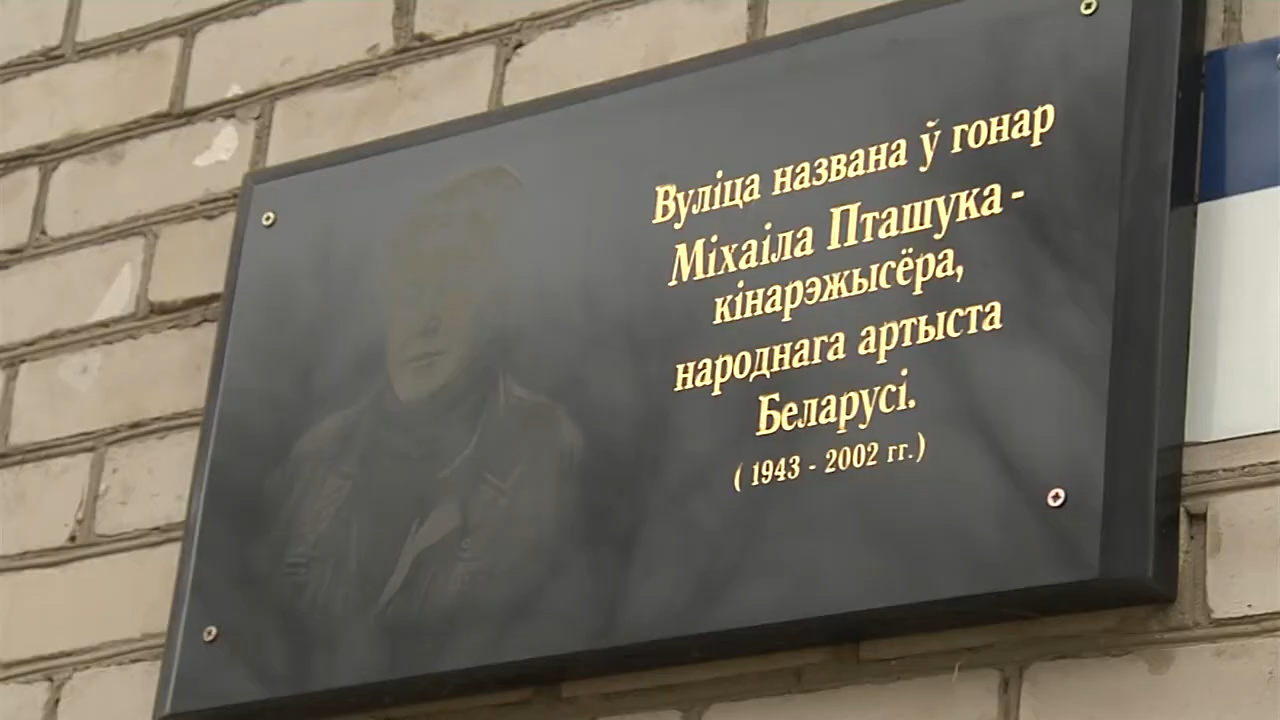 Вуліца названа ў гонар
Міхаіла Пташука -
кінарэжысёра,
народнага артыста
Беларусі.
( 1943 - 2002 гг.)